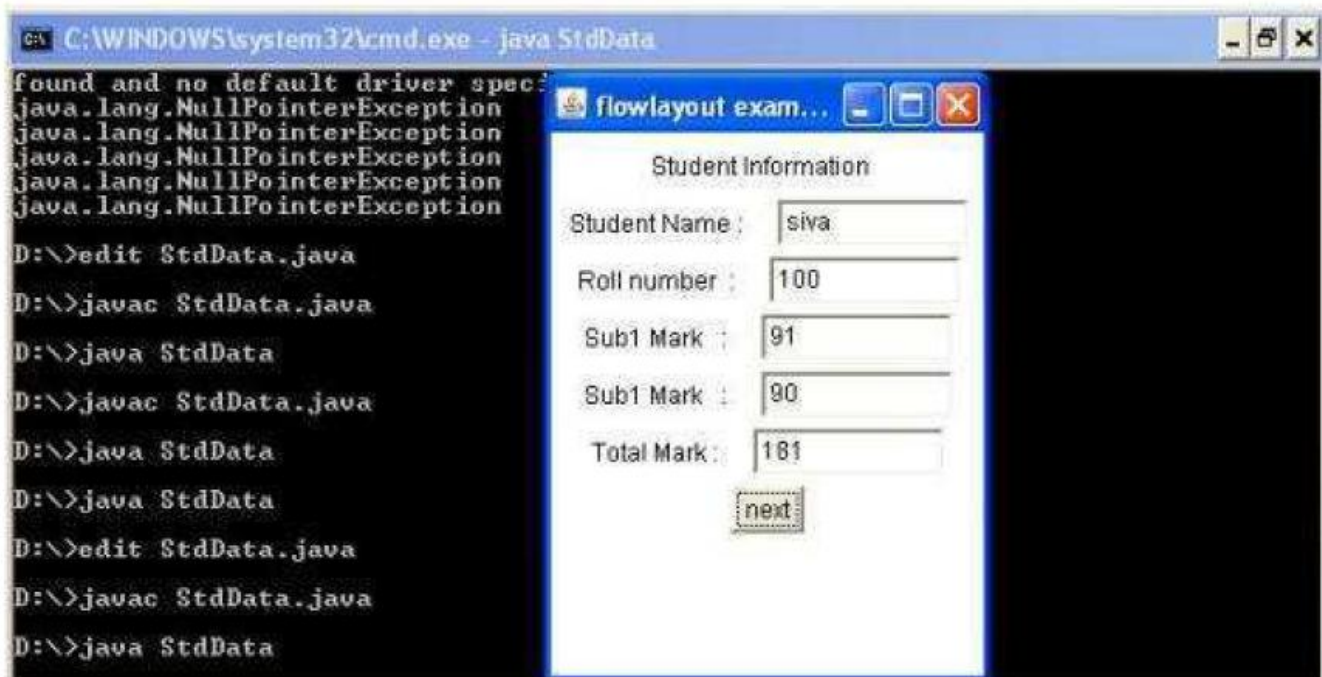 C:\WINDOWS\system32\cmd.exe - java StdData
found and no default driver speci
java.lang.NullPointerException
java.lang.NullPointerException
java.lang.NullPointerException
java.lang.NullPointerException
java.lang.NullPointerException
D:\>edit StdData.java
D:\>javac StdData.java
D:\>java StdData
D:\>javac StdData.java
D:\>java StdData
D:\>java StdData
D:\>edit StdData.java
D:\>javac StdData.java
D:\>java StdData
flowlayout exam...
Student Information
Student Name : siva
Roll number : 100
Sub1 Mark : 91
Sub1 Mark : 90
Total Mark : 181
next